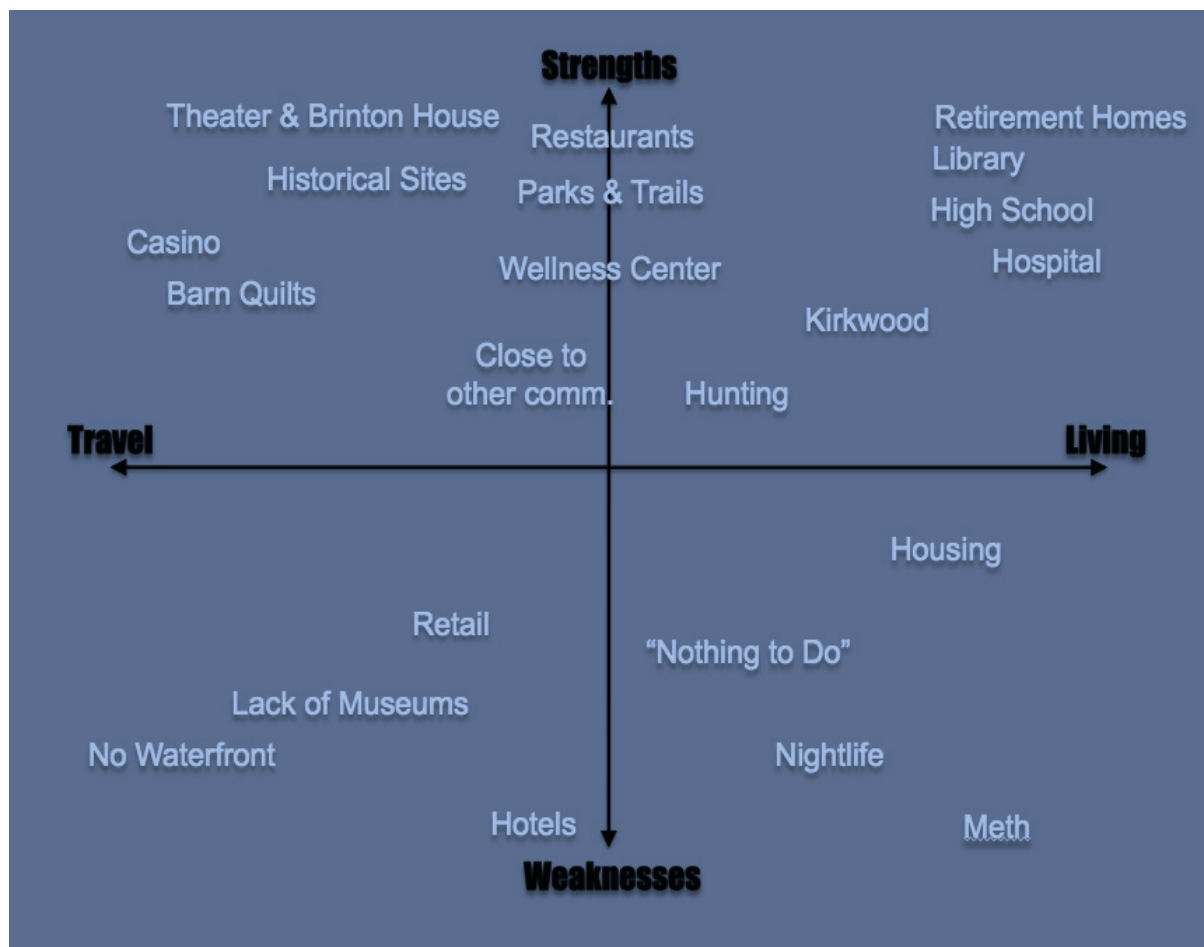 Strengths
Theater & Brinton House
Restaurants
Retirement Homes
Library
Historical Sites
Parks & Trails
High School
Casino
Wellness Center
Hospital
Barn Quilts
Kirkwood
Close to
other comm.
Hunting
Travel
Living
Housing
Retail
“Nothing to Do”
Lack of Museums
No Waterfront
Nightlife
Hotels
Meth
Weaknesses